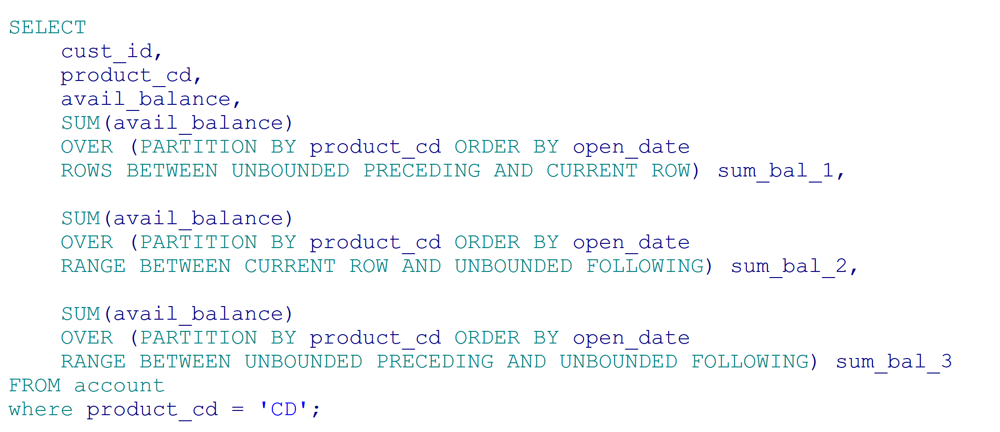 SELECT
    cust_id,
    product_cd,
    avail_balance,
    SUM(avail_balance)
    OVER (PARTITION BY product_cd ORDER BY open_date
    ROWS BETWEEN UNBOUNDED PRECEDING AND CURRENT ROW) sum_bal_1,

    SUM(avail_balance)
    OVER (PARTITION BY product_cd ORDER BY open_date
    RANGE BETWEEN CURRENT ROW AND UNBOUNDED FOLLOWING) sum_bal_2,

    SUM(avail_balance)
    OVER (PARTITION BY product_cd ORDER BY open_date
    RANGE BETWEEN UNBOUNDED PRECEDING AND UNBOUNDED FOLLOWING) sum_bal_3
FROM account
where product_cd = 'CD';